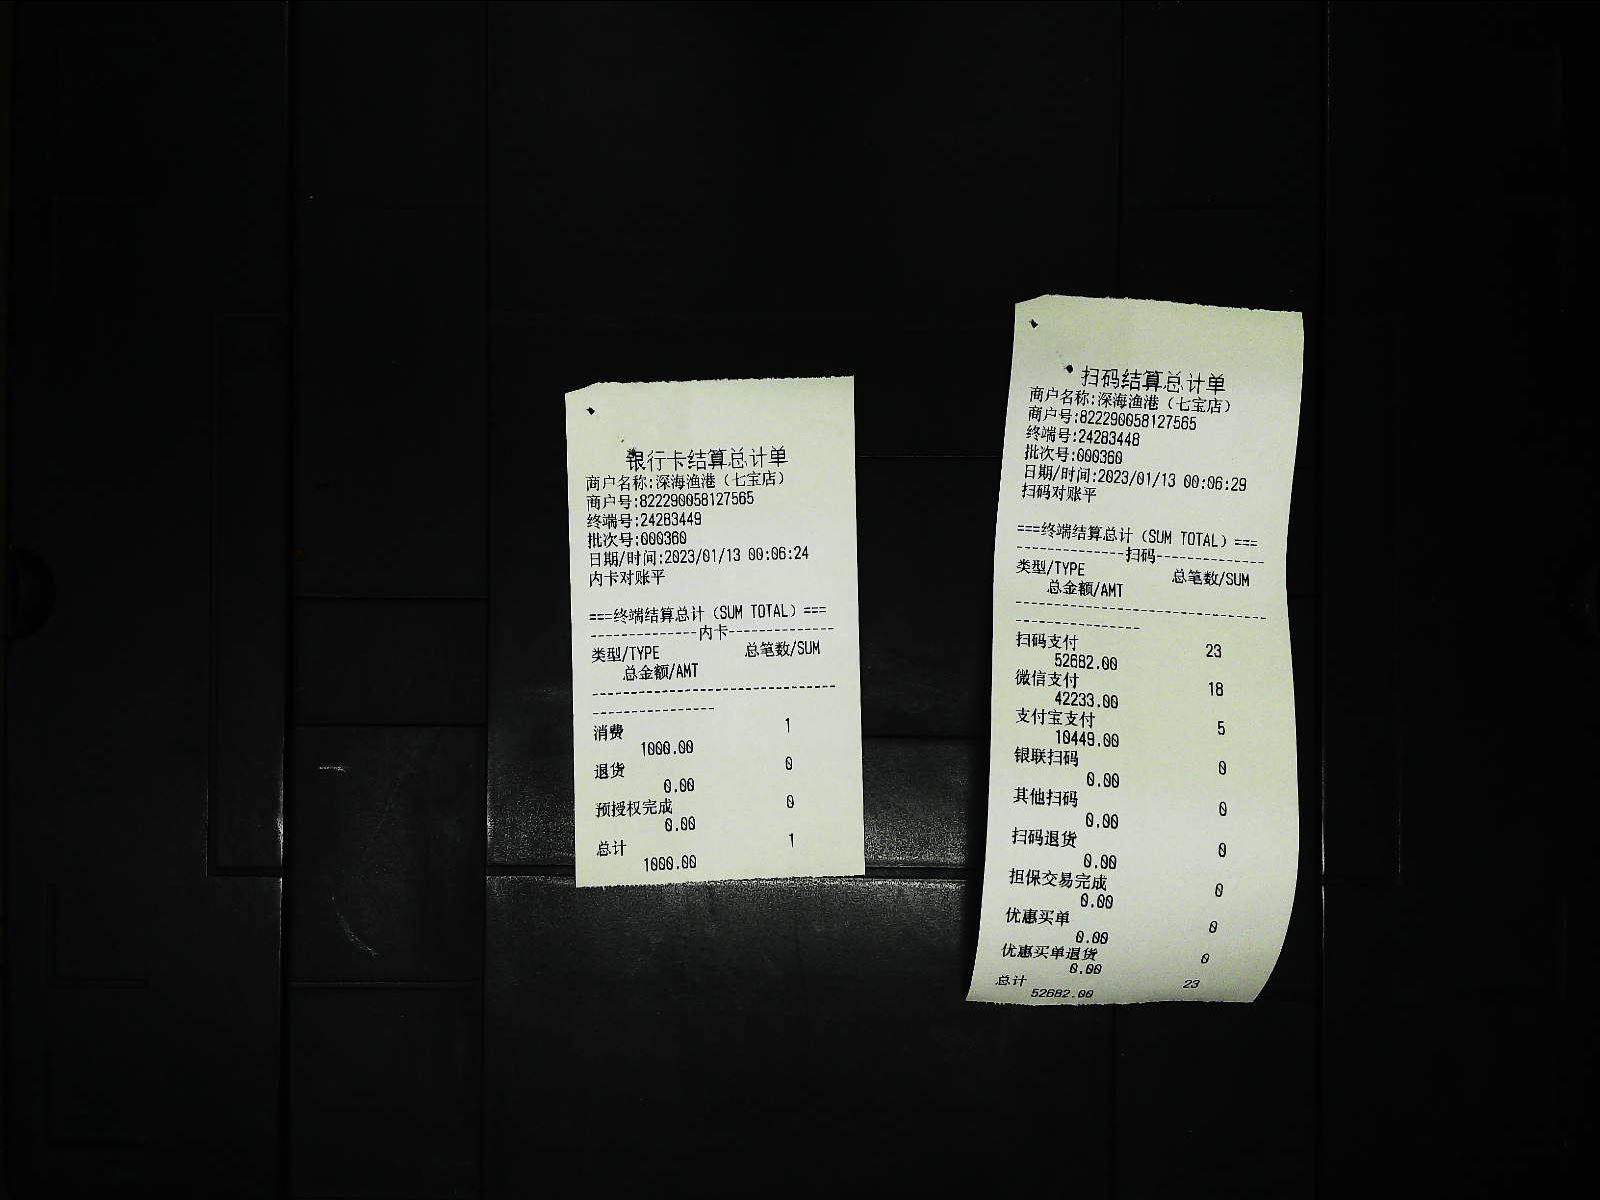 银行卡结算总计单
商户名称:深海渔港（七宝店）
商户号:822290058127565
终端号:24283449
批次号:000360
日期/时间:2023/01/13 00:06:24
内卡对账平
===终端结算总计（SUM TOTAL）===
--------------内卡--------------
类型/TYPE 总笔数/SUM
总金额/AMT
消费 1
1000.00
退货 0
0.00
预授权完成 0
0.00
总计 1
1000.00
扫码结算总计单
商户名称:深海渔港（七宝店）
商户号:822290058127565
终端号:24283448
批次号:000360
日期/时间:2023/01/13 00:06:29
扫码对账平
===终端结算总计（SUM TOTAL）===
--------------扫码--------------
类型/TYPE 总笔数/SUM
总金额/AMT
扫码支付 23
52682.00
微信支付 18
42233.00
支付宝支付 5
10449.00
银联扫码 0
0.00
其他扫码 0
0.00
扫码退货 0
0.00
担保交易完成 0
0.00
优惠买单 0
0.00
优惠买单退货 0
0.00
总计 23
52682.00